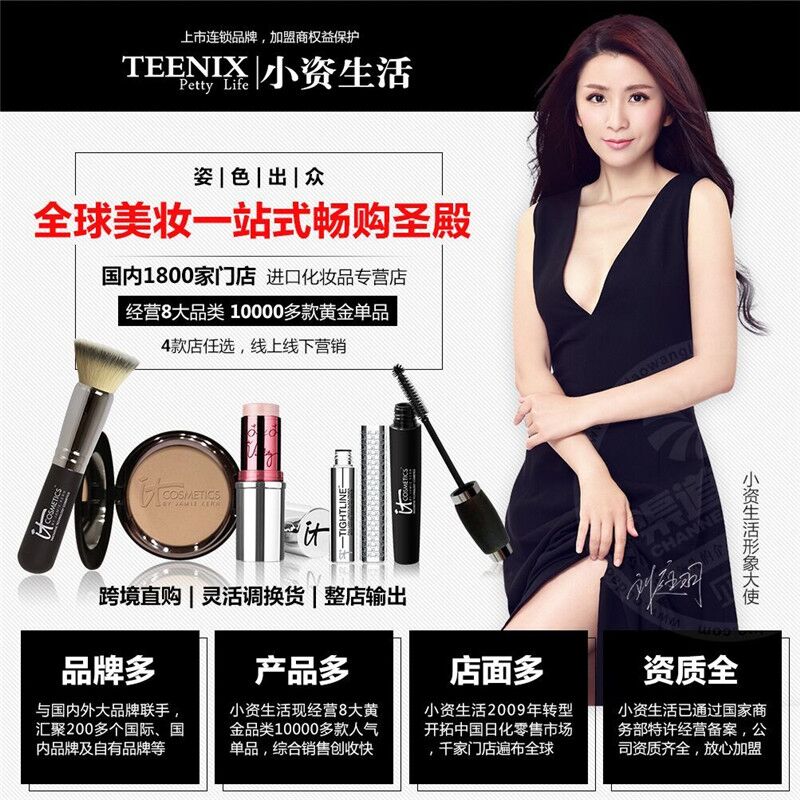 上市连锁品牌，加盟商权益保护
TEENIX
Petty Life
小资生活
姿|色|出|众
全球美妆一站式畅购圣殿
国内1800家门店 进口化妆品专营店
经营8大品类 10000多款黄金单品
4款店任选，线上线下营销
it COSMETICS
it COSMETICS
BY JAMIE KERN
it
TIGHTLINE
it COSMETICS
小资生活形象大使
跨境直购 | 灵活调换货 | 整店输出
品牌多
与国内外大品牌联手，
汇聚200多个国际、国
内品牌及自有品牌等
产品多
小资生活现经营8大黄
金品类10000多款人气
单品，综合销售创收快
店面多
小资生活2009年转型
开拓中国日化零售市场，
千家门店遍布全球
资质全
小资生活已通过国家商
务部特许经营备案，公
司资质齐全，放心加盟